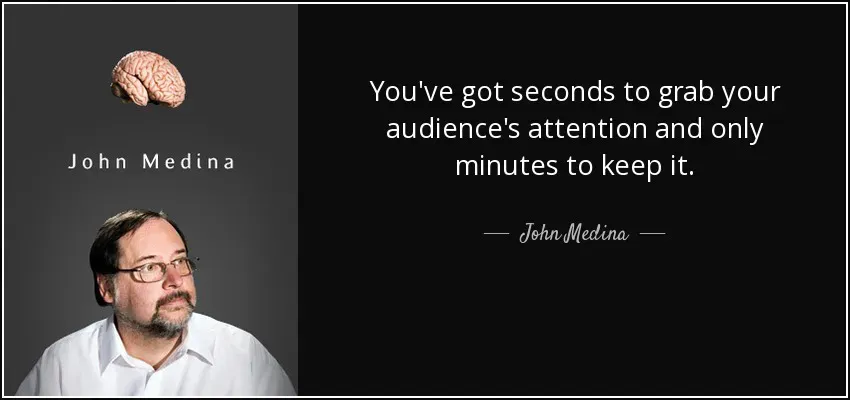 John Medina
You've got seconds to grab your
audience's attention and only
minutes to keep it.
John Medina